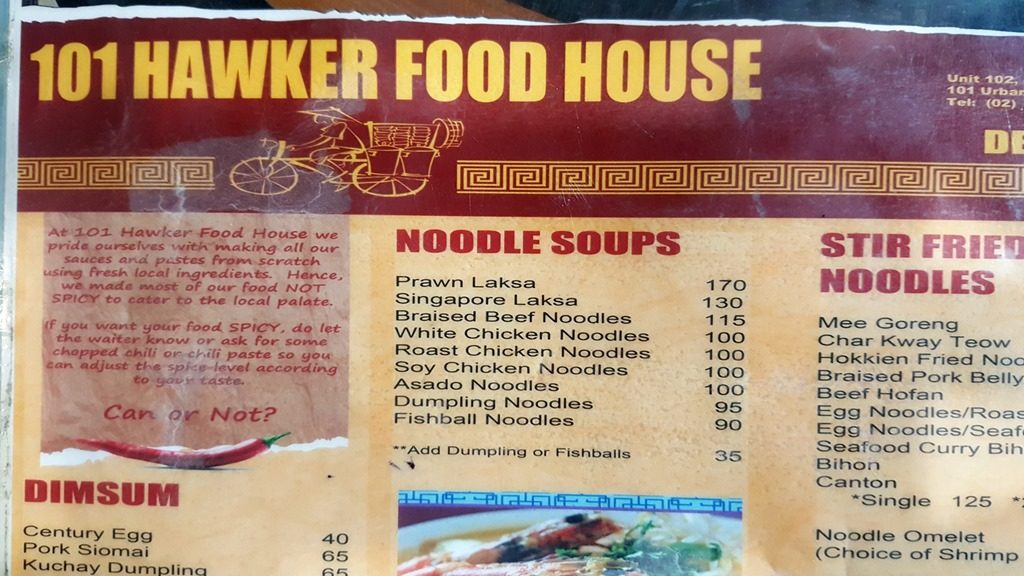 101 HAWKER FOOD HOUSE
Unit 102,
101 Urban
Tel: (02)
At 101 Hawker Food House we
pride ourselves with making all our
sauces and pastes from scratch
using fresh local ingredients. Hence,
we made most of our food NOT
SPICY to cater to the local palate.
If you want your food SPICY, do let
the waiter know or ask for some
chopped chili or chili paste so you
can adjust the spice level according
to your taste.
Can or Not?
DIMSUM
Century Egg 40
Pork Siomai 65
Kuchay Dumpling 65
NOODLE SOUPS
Prawn Laksa 170
Singapore Laksa 130
Braised Beef Noodles 115
White Chicken Noodles 100
Roast Chicken Noodles 100
Soy Chicken Noodles 100
Asado Noodles 100
Dumpling Noodles 95
Fishball Noodles 90
**Add Dumpling or Fishballs 35
STIR FRIED
NOODLES
Mee Goreng
Char Kway Teow
Hokkien Fried Noo
Braised Pork Belly
Beef Hofan
Egg Noodles/Roas
Egg Noodles/Seaf
Seafood Curry Bih
Bihon
Canton
*Single 125
Noodle Omelet
(Choice of Shrimp